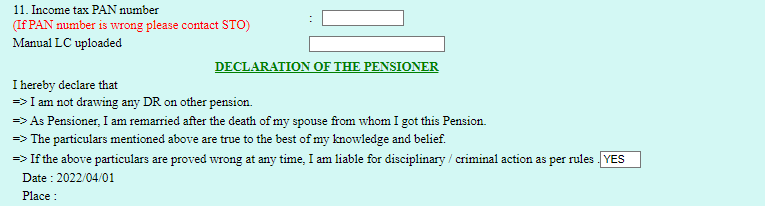 11. Income tax PAN number
(If PAN number is wrong please contact STO) :
Manual LC uploaded
DECLARATION OF THE PENSIONER
I hereby declare that
=> I am not drawing any DR on other pension.
=> As Pensioner, I am remarried after the death of my spouse from whom I got this Pension.
=> The particulars mentioned above are true to the best of my knowledge and belief.
=> If the above particulars are proved wrong at any time, I am liable for disciplinary / criminal action as per rules . YES
Date : 2022/04/01
Place :